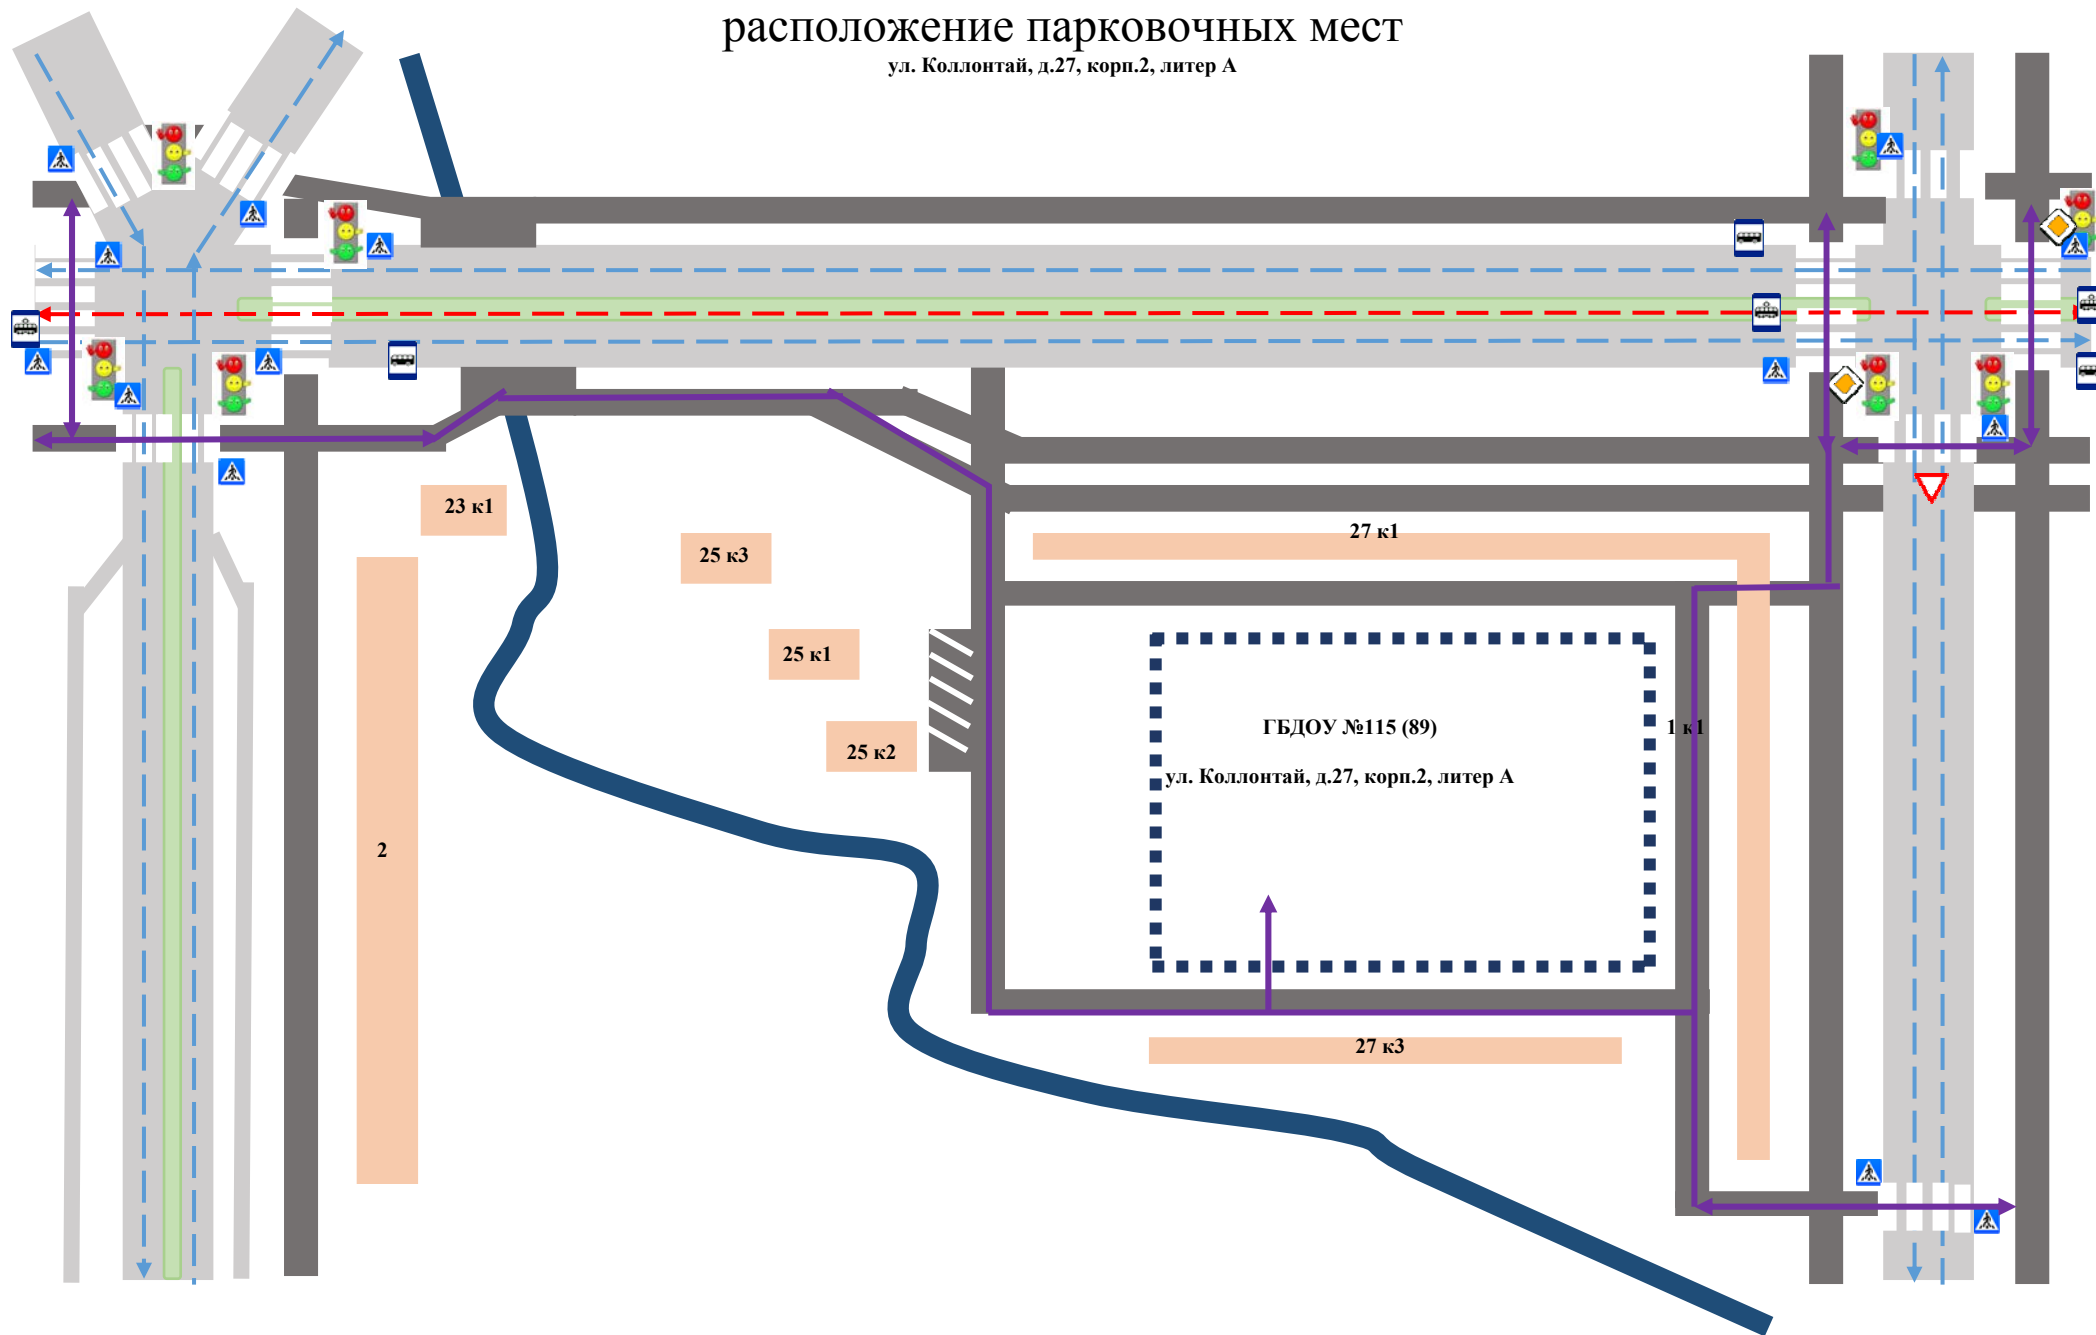 расположение парковочных мест
ул. Коллонтай, д.27, корп.2, литер А
23 к1
25 к3
27 к1
25 к1
25 к2
ГБДОУ №115 (89)
1 к1
ул. Коллонтай, д.27, корп.2, литер А
2
27 к3